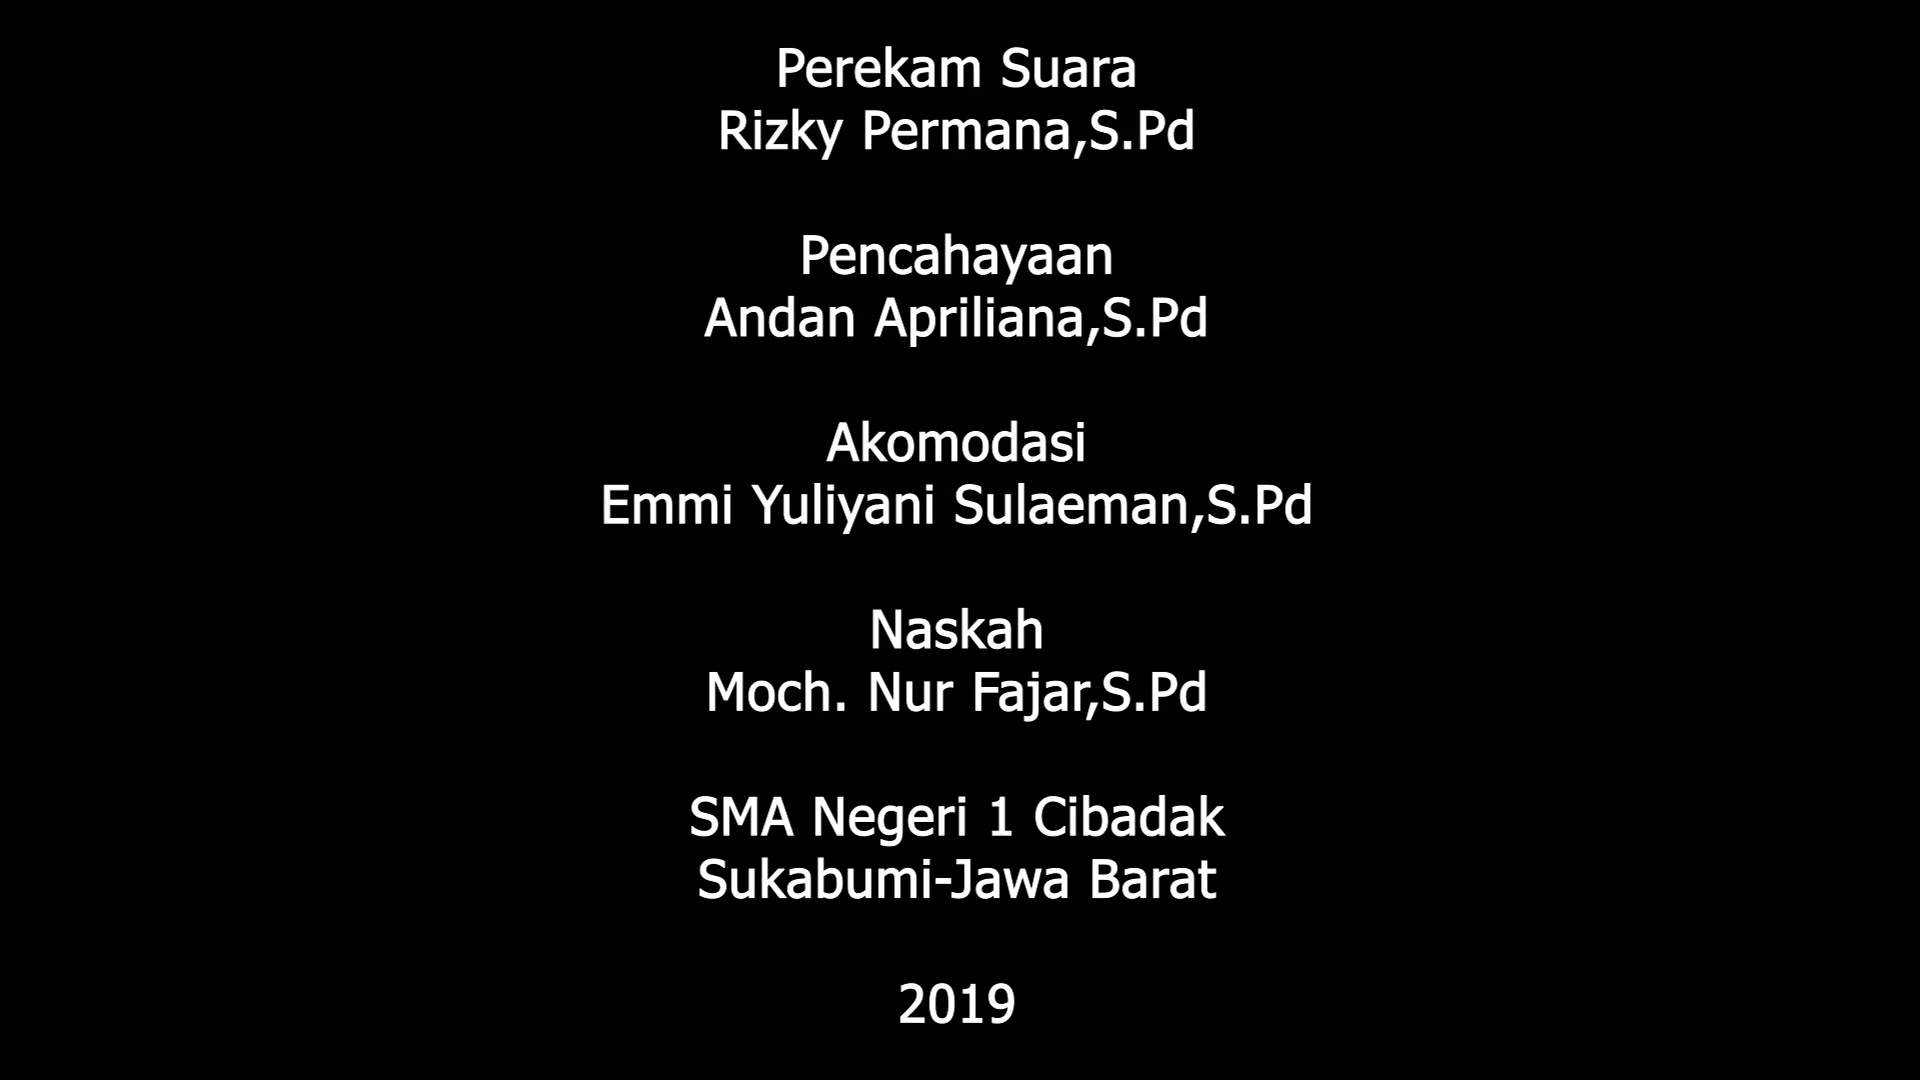 Perekam Suara
Rizky Permana,S.Pd
Pencahayaan
Andan Apriliana,S.Pd
Akomodasi
Emmi Yuliyani Sulaeman,S.Pd
Naskah
Moch. Nur Fajar,S.Pd
SMA Negeri 1 Cibadak
Sukabumi-Jawa Barat
2019